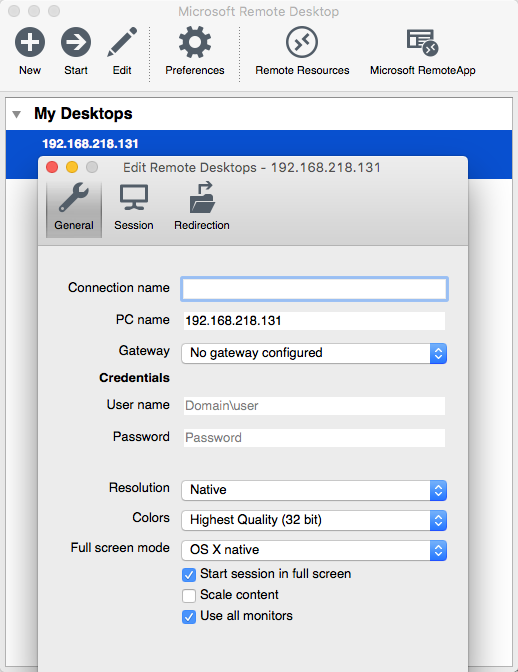 Microsoft Remote Desktop
New Start Edit Preferences Remote Resources Microsoft RemoteApp
My Desktops
192.168.218.131
Edit Remote Desktops - 192.168.218.131
General Session Redirection
Connection name
PC name 192.168.218.131
Gateway No gateway configured
Credentials
User name Domain\user
Password Password
Resolution Native
Colors Highest Quality (32 bit)
Full screen mode OS X native
Start session in full screen
Scale content
Use all monitors